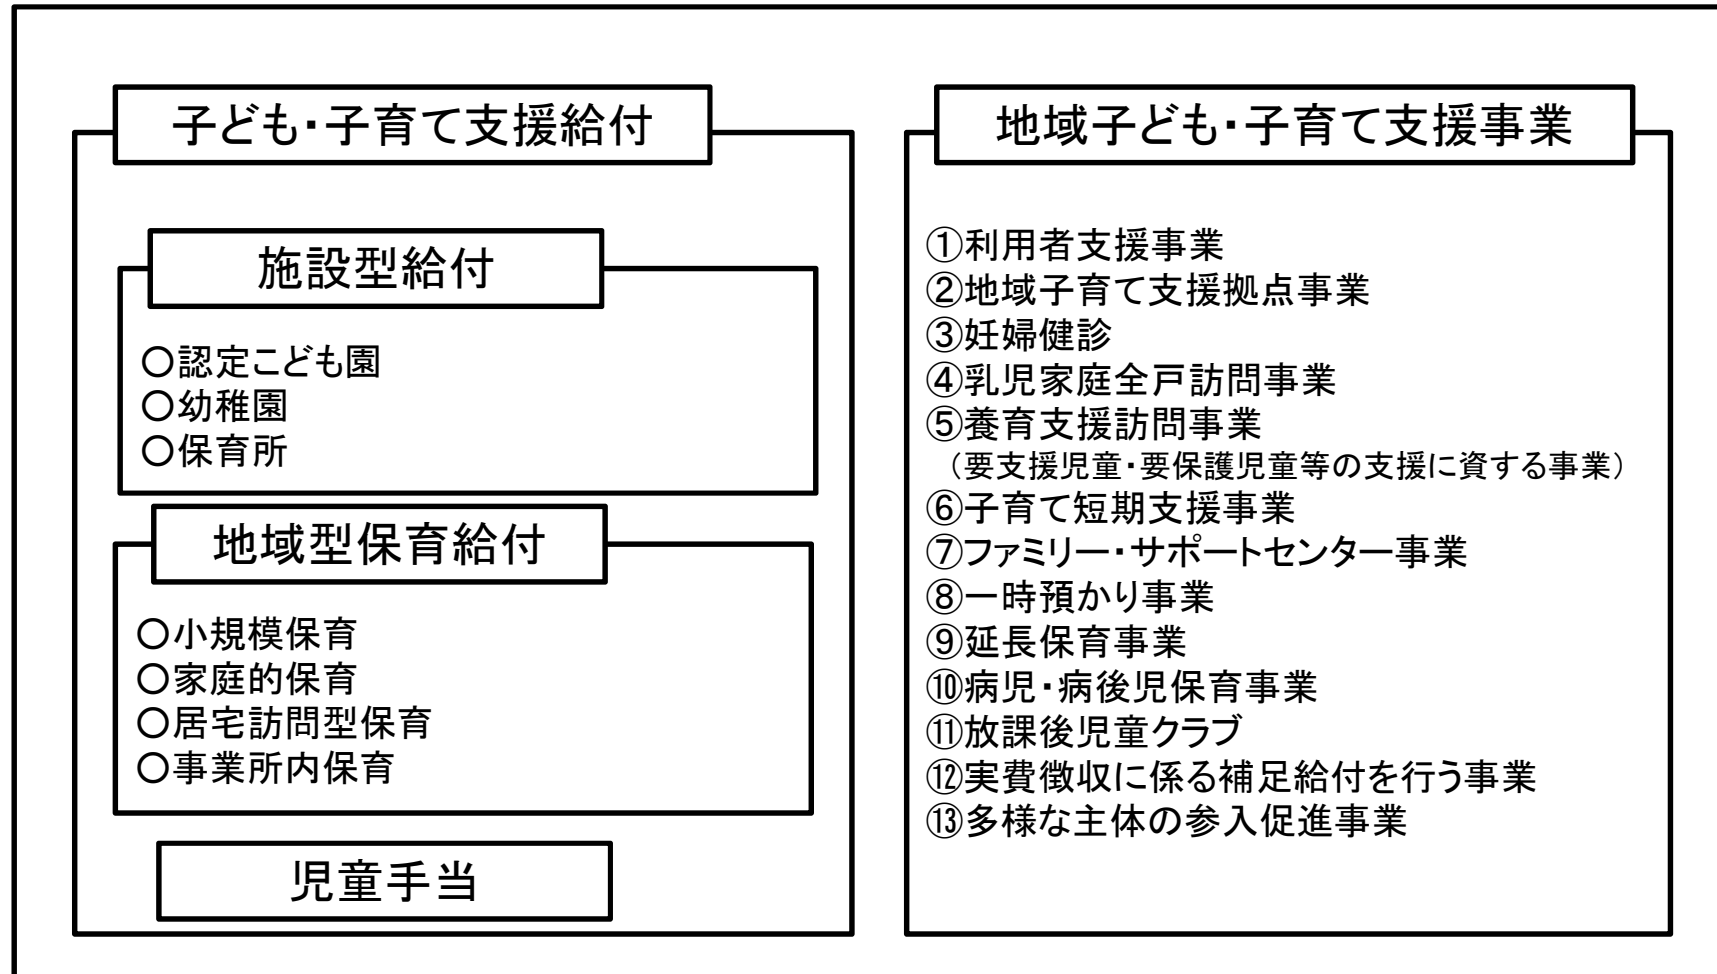 子ども・子育て支援給付
施設型給付
○認定こども園
○幼稚園
○保育所
地域型保育給付
○小規模保育
○家庭的保育
○居宅訪問型保育
○事業所内保育
児童手当
地域子ども・子育て支援事業
①利用者支援事業
②地域子育て支援拠点事業
③妊婦健診
④乳児家庭全戸訪問事業
⑤養育支援訪問事業
（要支援児童・要保護児童等の支援に資する事業）
⑥子育て短期支援事業
⑦ファミリー・サポートセンター事業
⑧一時預かり事業
⑨延長保育事業
⑩病児・病後児保育事業
⑪放課後児童クラブ
⑫実費徴収に係る補足給付を行う事業
⑬多様な主体の参入促進事業